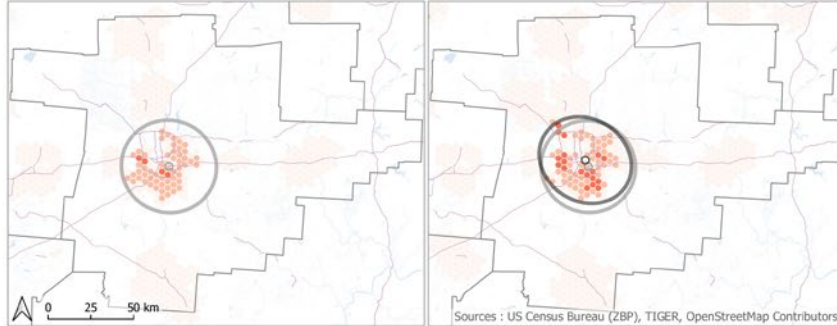 0 25 50 km
Sources : US Census Bureau (ZBP), TIGER, OpenStreetMap Contributors